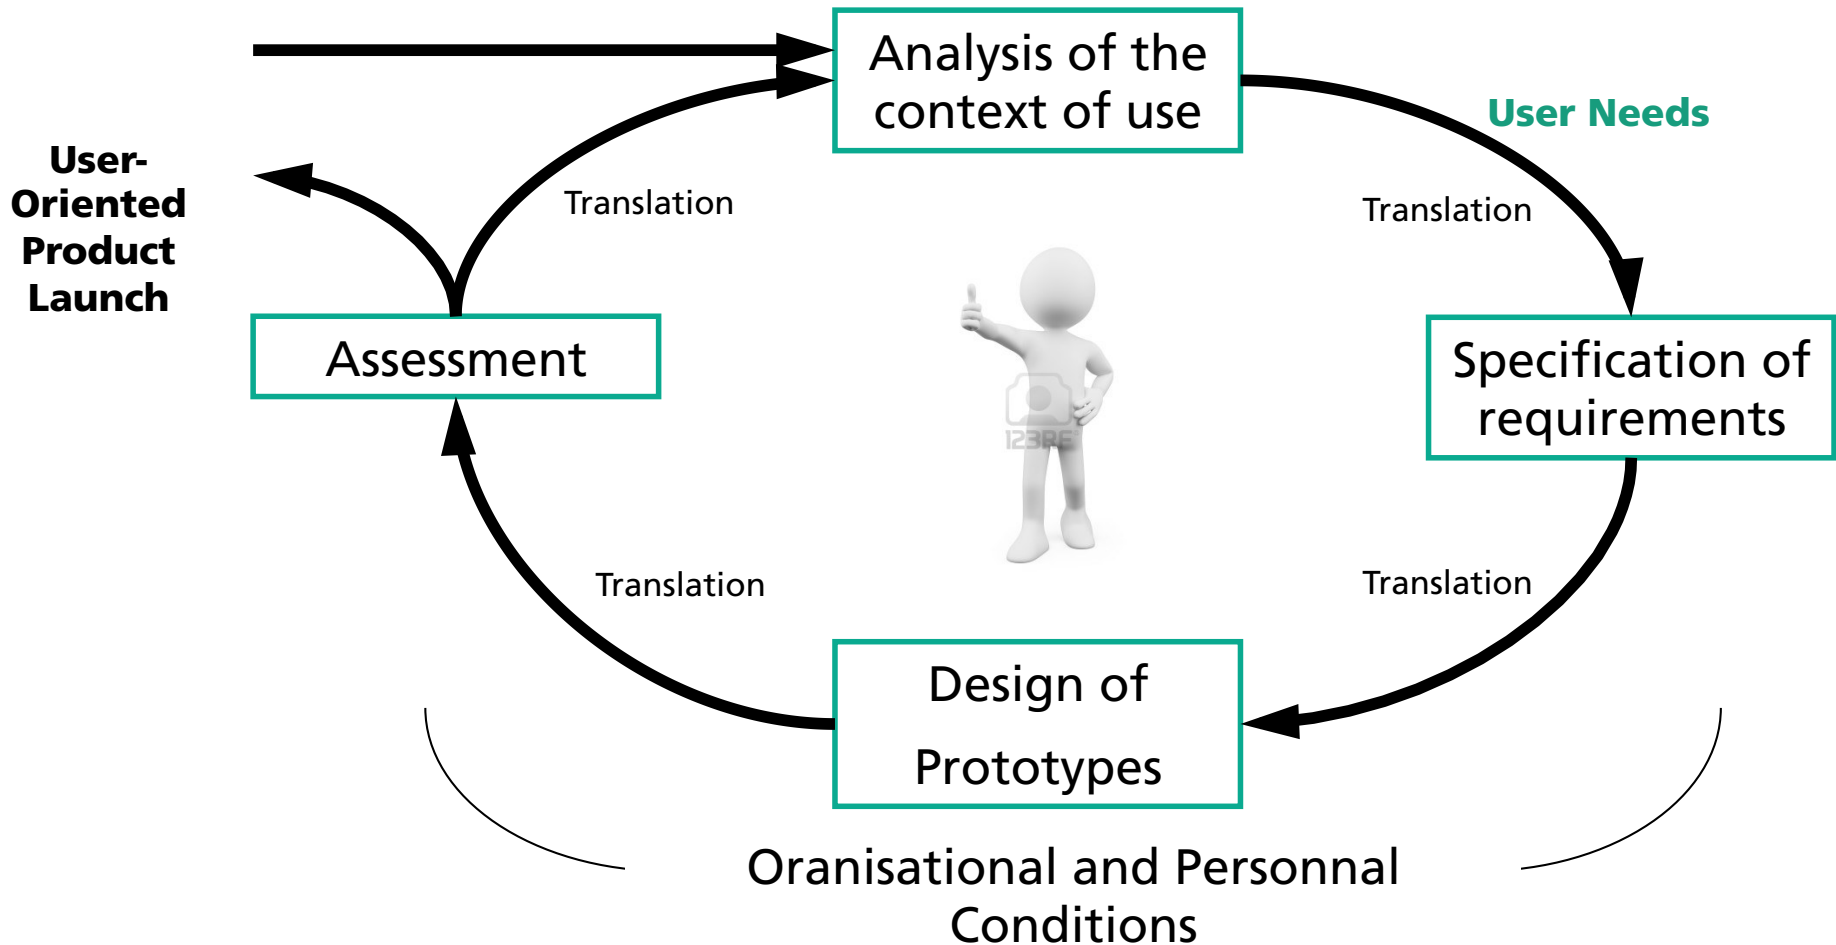 Analysis of the
context of use
User Needs
User-
Oriented
Product
Launch
Translation
Translation
Assessment
Specification of
requirements
Translation
Translation
Design of
Prototypes
Oranisational and Personnal
Conditions